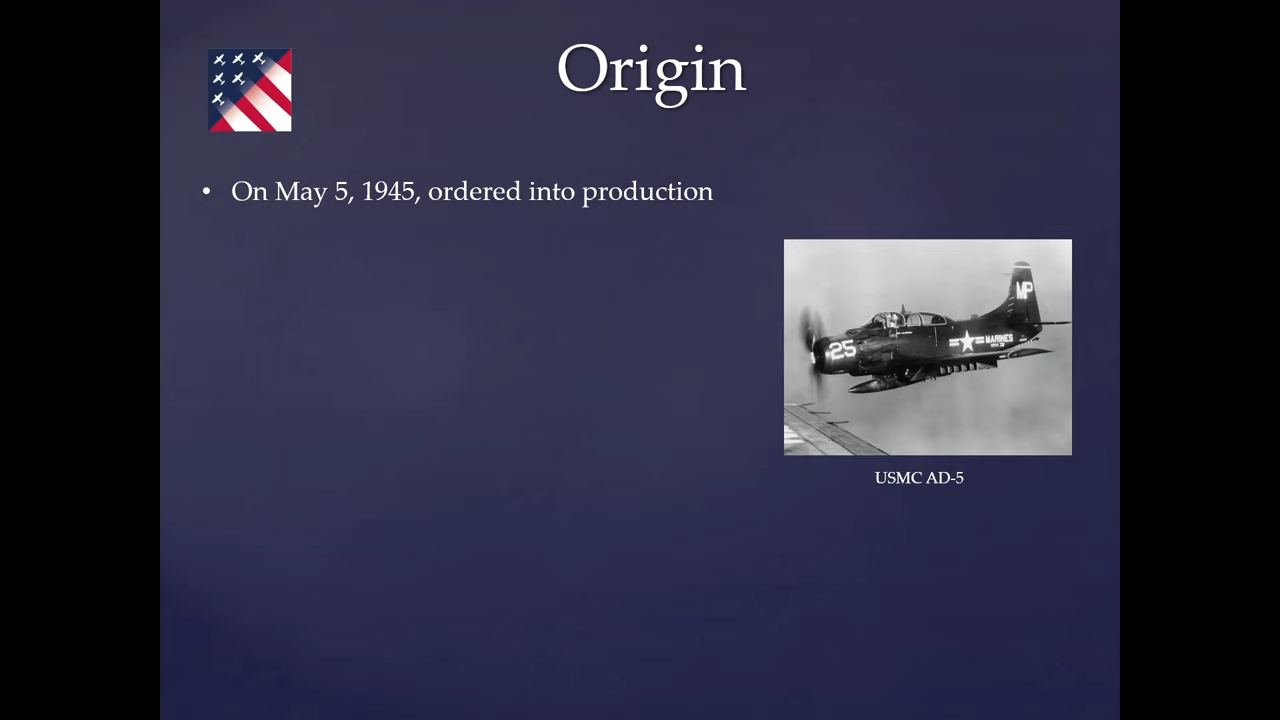 Origin
• On May 5, 1945, ordered into production
MP
25
MARINES
USMC AD-5